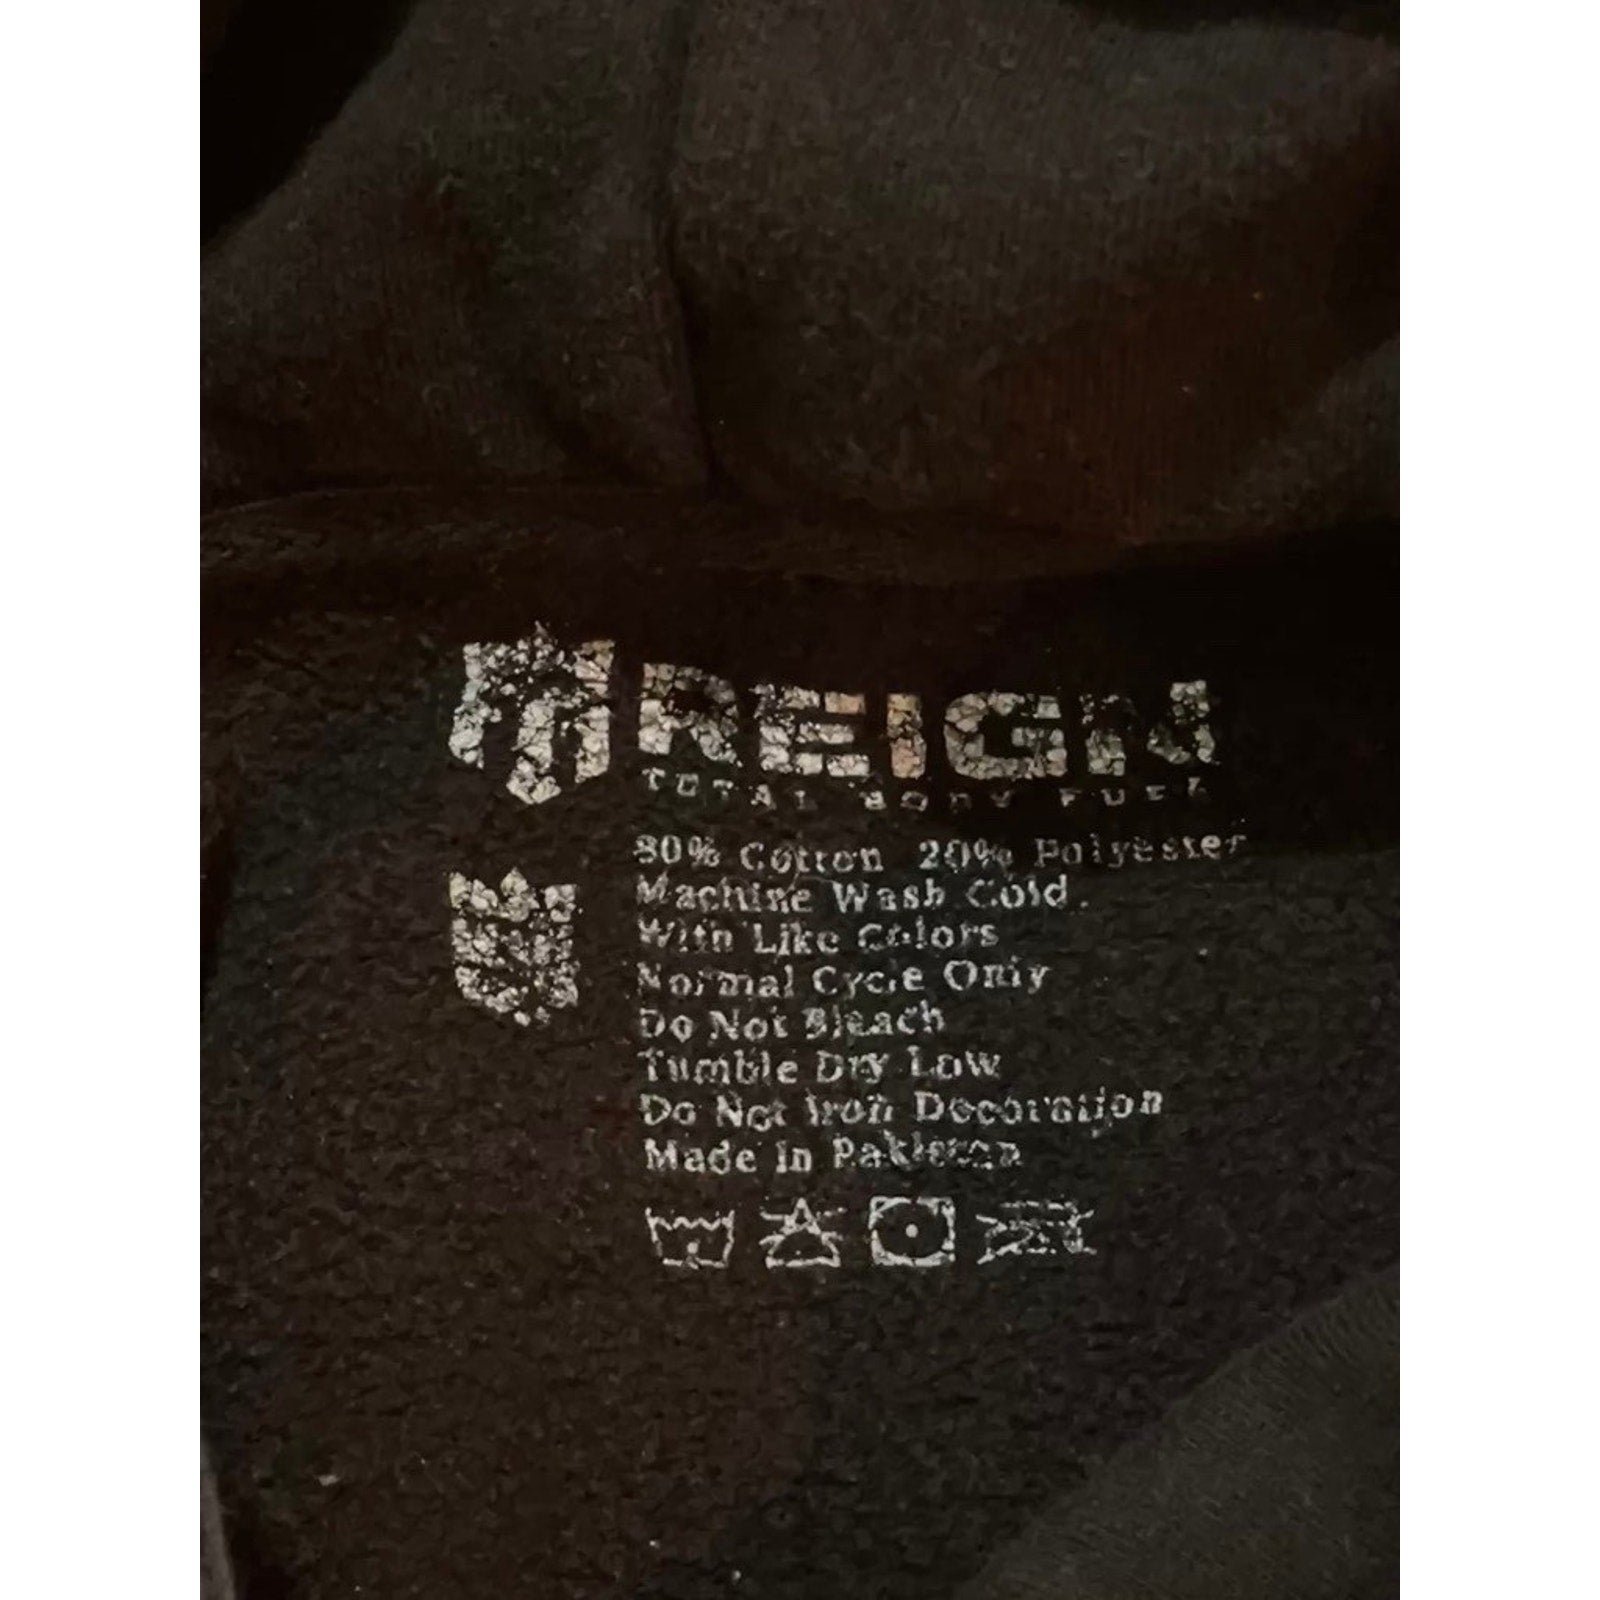 REIGN
TOTAL BODY FUEL
80% Cotton 20% Polyester
Machine Wash Cold.
With Like Colors
Normal Cycle Only
Do Not Bleach
Tumble Dry Low
Do Not Iron Decoration
Made In Pakistan